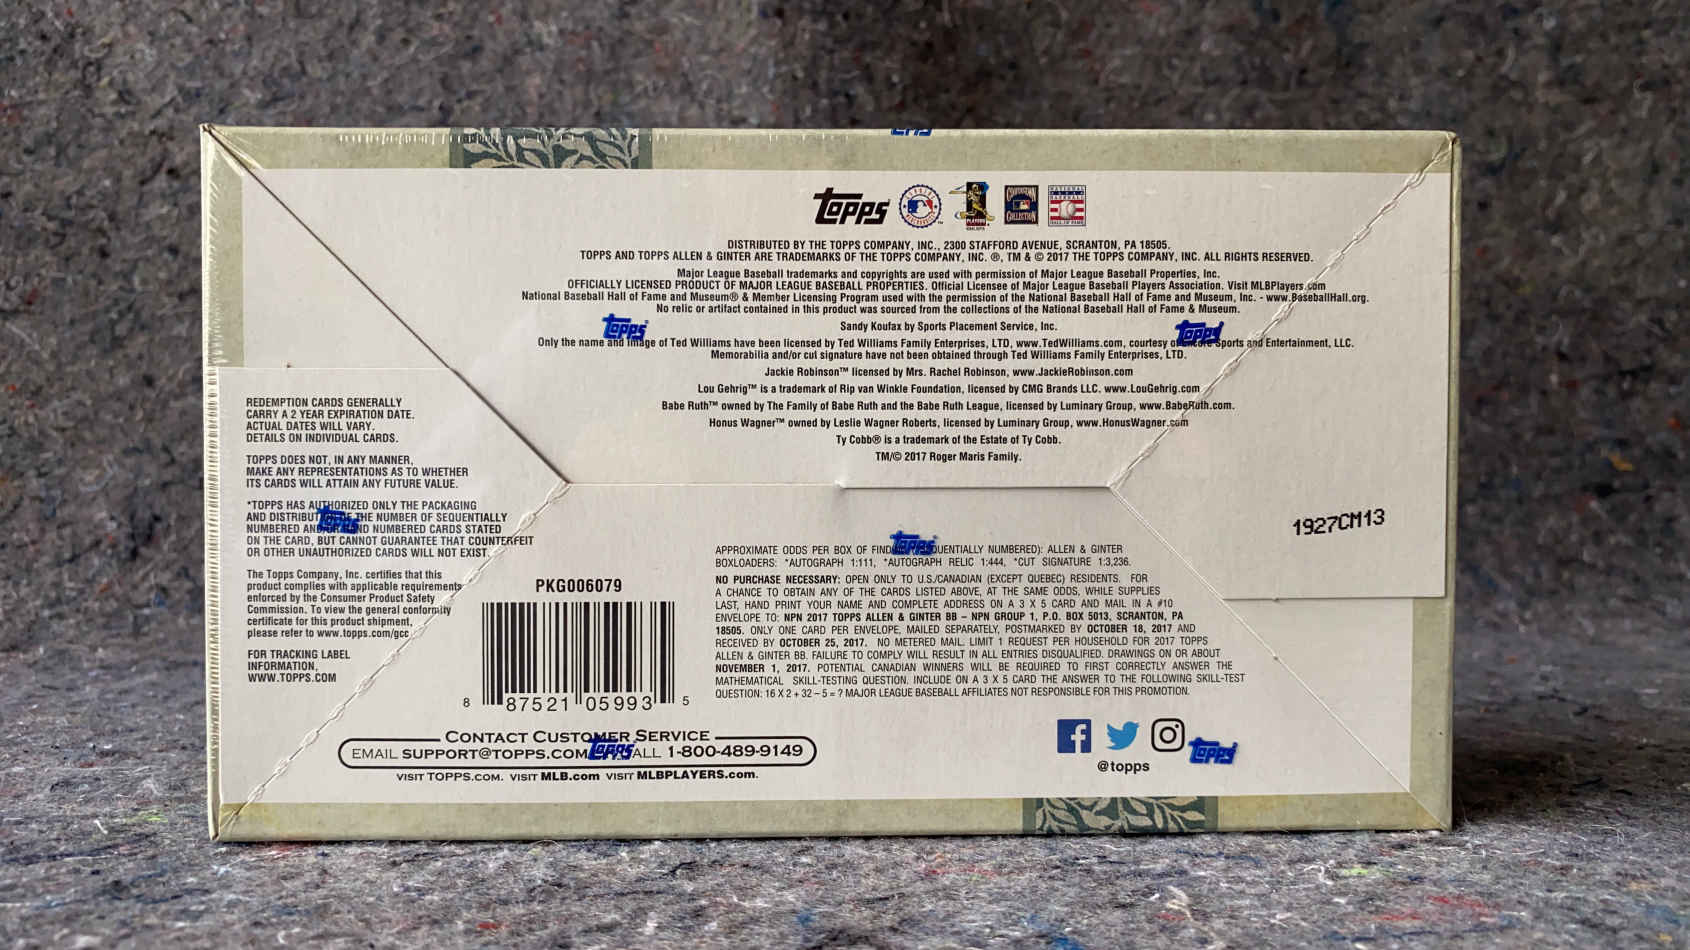 Topps
DISTRIBUTED BY THE TOPPS COMPANY, INC., 2300 STAFFORD AVENUE, SCRANTON, PA 18505.
TOPPS AND TOPPS ALLEN & GINTER ARE TRADEMARKS OF THE TOPPS COMPANY, INC. ®, TM & © 2017 THE TOPPS COMPANY, INC. ALL RIGHTS RESERVED.
Major League Baseball trademarks and copyrights are used with permission of Major League Baseball Properties, Inc.
OFFICIALLY LICENSED PRODUCT OF MAJOR LEAGUE BASEBALL PROPERTIES. Official Licensee of Major League Baseball Players Association. Visit MLBPlayers.com
National Baseball Hall of Fame and Museum® & Member Licensing Program used with the permission of the National Baseball Hall of Fame and Museum, Inc. - www.BaseballHall.org.
No relic or artifact contained in this product was sourced from the collections of the National Baseball Hall of Fame & Museum.
Sandy Koufax by Sports Placement Service, Inc.
Only the name and image of Ted Williams have been licensed by Ted Williams Family Enterprises, LTD, www.TedWilliams.com, courtesy of Sports and Entertainment, LLC.
Memorabilia and/or cut signature have not been obtained through Ted Williams Family Enterprises, LTD.
Jackie Robinson™ licensed by Mrs. Rachel Robinson, www.JackieRobinson.com
Lou Gehrig™ is a trademark of Rip van Winkle Foundation, licensed by CMG Brands LLC. www.LouGehrig.com
Babe Ruth™ owned by The Family of Babe Ruth and the Babe Ruth League, licensed by Luminary Group, www.BabeRuth.com.
Honus Wagner™ owned by Leslie Wagner Roberts, licensed by Luminary Group, www.HonusWagner.com
Ty Cobb® is a trademark of the Estate of Ty Cobb.
TM/© 2017 Roger Maris Family.
Topps
Topps
REDEMPTION CARDS GENERALLY
CARRY A 2 YEAR EXPIRATION DATE.
ACTUAL DATES WILL VARY.
DETAILS ON INDIVIDUAL CARDS.
TOPPS DOES NOT, IN ANY MANNER,
MAKE ANY REPRESENTATIONS AS TO WHETHER
ITS CARDS WILL ATTAIN ANY FUTURE VALUE.
*TOPPS HAS AUTHORIZED ONLY THE PACKAGING
AND DISTRIBUTION OF THE NUMBER OF SEQUENTIALLY
NUMBERED AND/OR HAND NUMBERED CARDS STATED
ON THE CARD, BUT CANNOT GUARANTEE THAT COUNTERFEIT
OR OTHER UNAUTHORIZED CARDS WILL NOT EXIST.
Topps
The Topps Company, Inc. certifies that this
product complies with applicable requirements
enforced by the Consumer Product Safety
Commission. To view the general conformity
certificate for this product shipment,
please refer to www.topps.com/gcc
FOR TRACKING LABEL
INFORMATION,
WWW.TOPPS.COM
PKG006079
8 87521 05993 5
1927CM13
Topps
APPROXIMATE ODDS PER BOX OF FINDING (SEQUENTIALLY NUMBERED): ALLEN & GINTER
BOXLOADERS: *AUTOGRAPH 1:111, *AUTOGRAPH RELIC 1:444, *CUT SIGNATURE 1:3,236.
NO PURCHASE NECESSARY: OPEN ONLY TO U.S./CANADIAN (EXCEPT QUEBEC) RESIDENTS. FOR
A CHANCE TO OBTAIN ANY OF THE CARDS LISTED ABOVE, AT THE SAME ODDS, WHILE SUPPLIES
LAST, HAND PRINT YOUR NAME AND COMPLETE ADDRESS ON A 3 X 5 CARD AND MAIL IN A #10
ENVELOPE TO: NPN 2017 TOPPS ALLEN & GINTER BB – NPN GROUP 1, P.O. BOX 5013, SCRANTON, PA
18505. ONLY ONE CARD PER ENVELOPE, MAILED SEPARATELY, POSTMARKED BY OCTOBER 18, 2017 AND
RECEIVED BY OCTOBER 25, 2017. NO METERED MAIL. LIMIT 1 REQUEST PER HOUSEHOLD FOR 2017 TOPPS
ALLEN & GINTER BB. FAILURE TO COMPLY WILL RESULT IN ALL ENTRIES DISQUALIFIED. DRAWINGS ON OR ABOUT
NOVEMBER 1, 2017. POTENTIAL CANADIAN WINNERS WILL BE REQUIRED TO FIRST CORRECTLY ANSWER THE
MATHEMATICAL SKILL-TESTING QUESTION. INCLUDE ON A 3 X 5 CARD THE ANSWER TO THE FOLLOWING SKILL-TEST
QUESTION: 16 X 2 + 32 – 5 = ? MAJOR LEAGUE BASEBALL AFFILIATES NOT RESPONSIBLE FOR THIS PROMOTION.
CONTACT CUSTOMER SERVICE
EMAIL SUPPORT@TOPPS.COM CALL 1-800-489-9149
Topps
VISIT TOPPS.COM. VISIT MLB.com VISIT MLBPLAYERS.com.
@topps
Topps